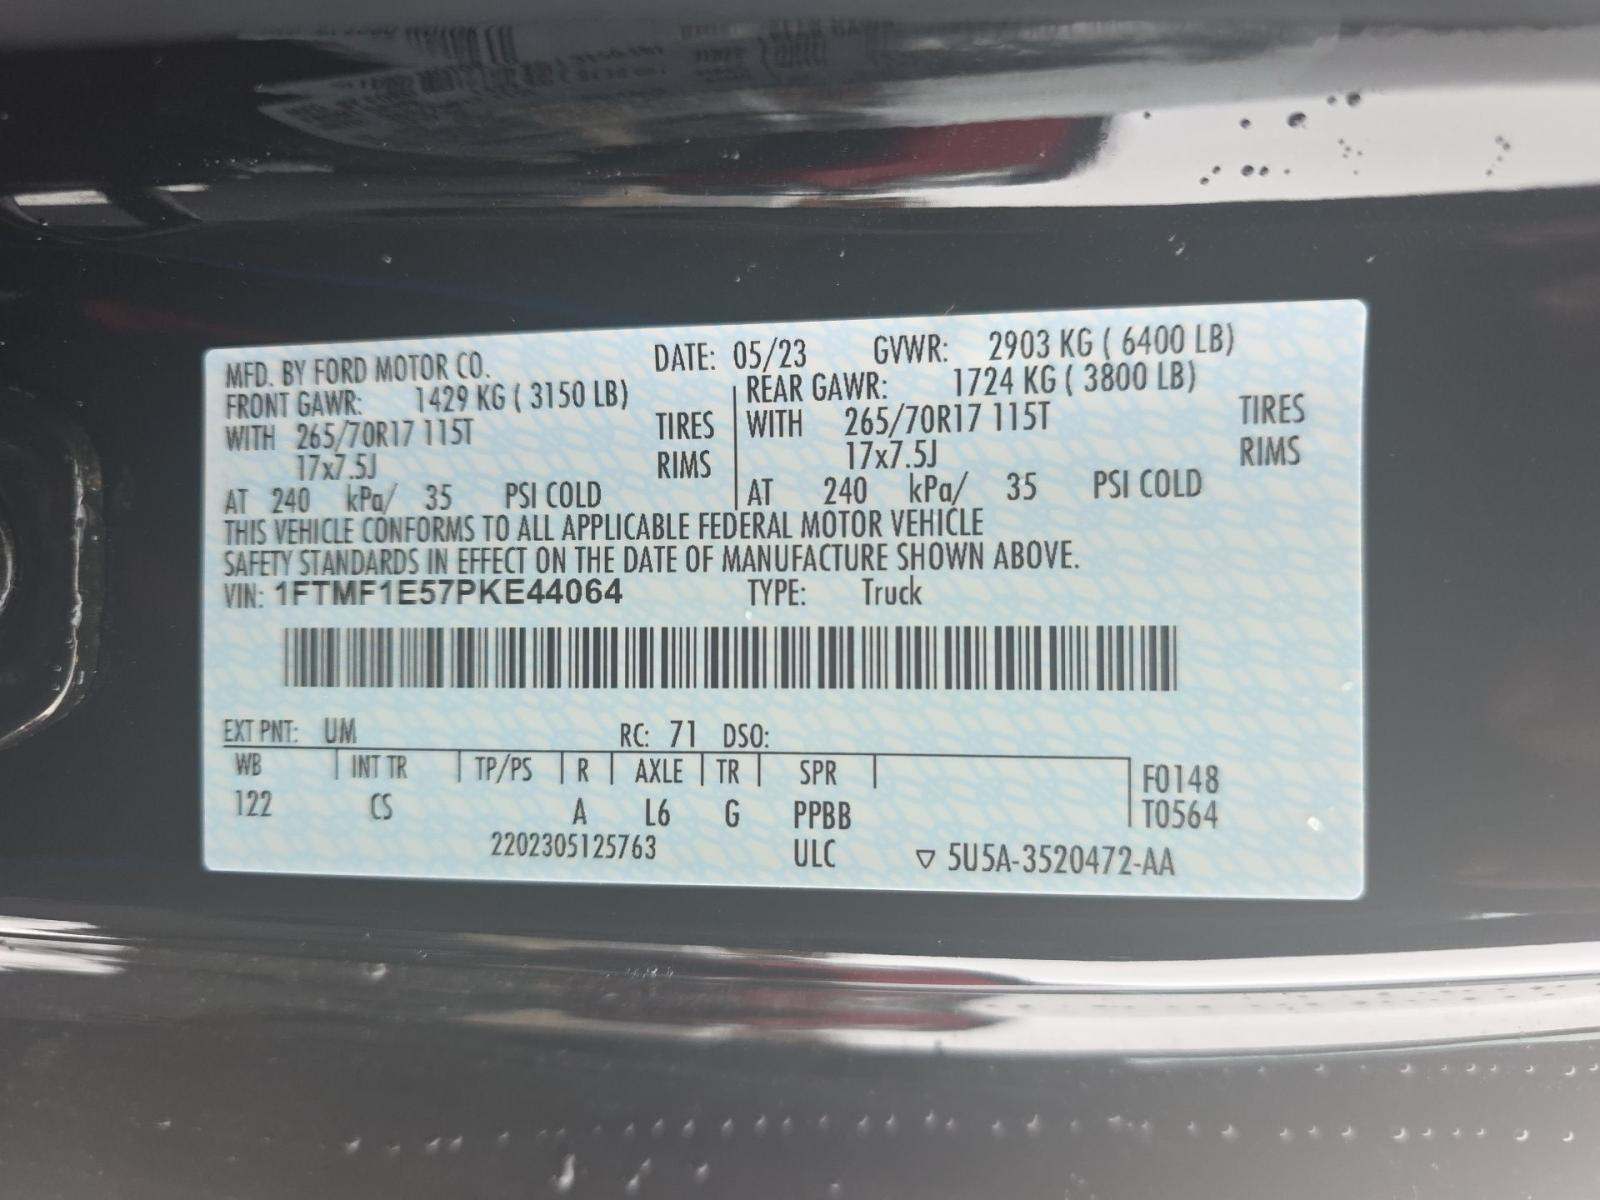 MFD. BY FORD MOTOR CO. DATE: 05/23 GVWR: 2903 KG ( 6400 LB)
FRONT GAWR: 1429 KG ( 3150 LB) REAR GAWR: 1724 KG ( 3800 LB)
WITH 265/70R17 115T TIRES WITH 265/70R17 115T TIRES
17x7.5J RIMS 17x7.5J RIMS
AT 240 kPa/ 35 PSI COLD AT 240 kPa/ 35 PSI COLD
THIS VEHICLE CONFORMS TO ALL APPLICABLE FEDERAL MOTOR VEHICLE
SAFETY STANDARDS IN EFFECT ON THE DATE OF MANUFACTURE SHOWN ABOVE.
VIN: 1FTMF1E57PKE44064 TYPE: Truck
EXT PNT: UM RC: 71 DSO:
WB INT TR TP/PS R AXLE TR SPR F0148
122 CS A L6 G PPBB T0564
2202305125763 ULC ▽ 5U5A-3520472-AA